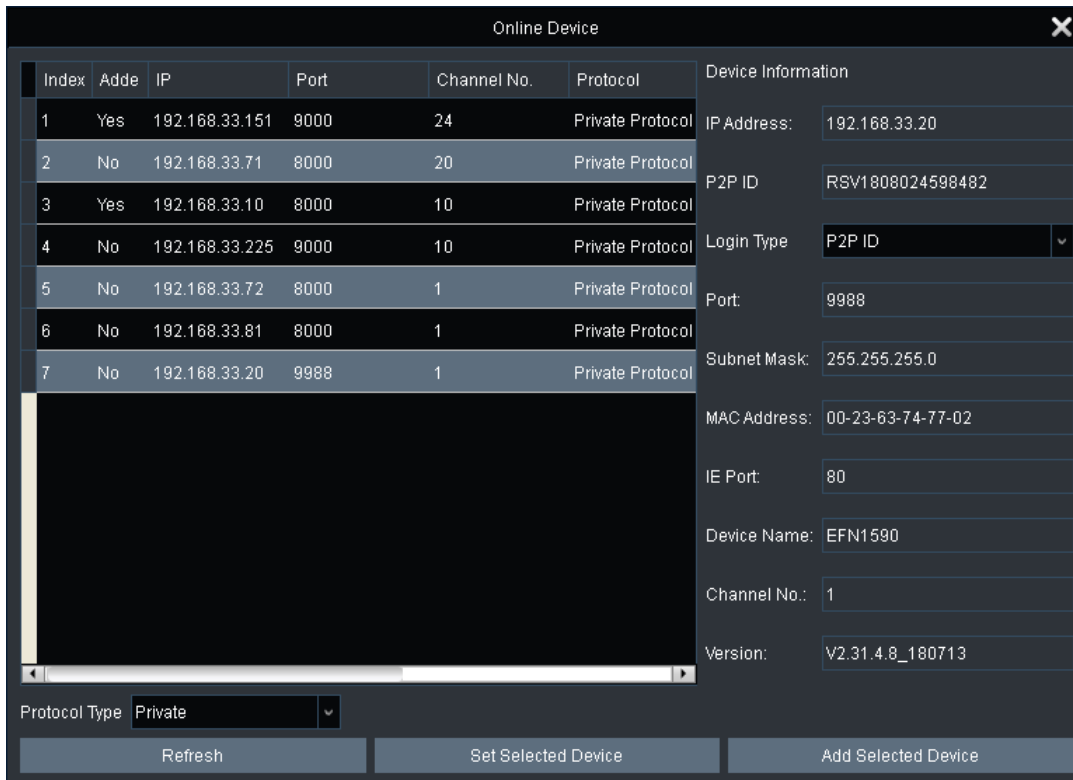 Online Device
Index Adde IP Port Channel No. Protocol
1 Yes 192.168.33.151 9000 24 Private Protocol
2 No 192.168.33.71 8000 20 Private Protocol
3 Yes 192.168.33.10 8000 10 Private Protocol
4 No 192.168.33.225 9000 10 Private Protocol
5 No 192.168.33.72 8000 1 Private Protocol
6 No 192.168.33.81 8000 1 Private Protocol
7 No 192.168.33.20 9988 1 Private Protocol
Device Information
IP Address: 192.168.33.20
P2P ID RSV1808024598482
Login Type P2P ID
Port: 9988
Subnet Mask: 255.255.255.0
MAC Address: 00-23-63-74-77-02
IE Port: 80
Device Name: EFN1590
Channel No.: 1
Version: V2.31.4.8_180713
Protocol Type Private
Refresh Set Selected Device Add Selected Device